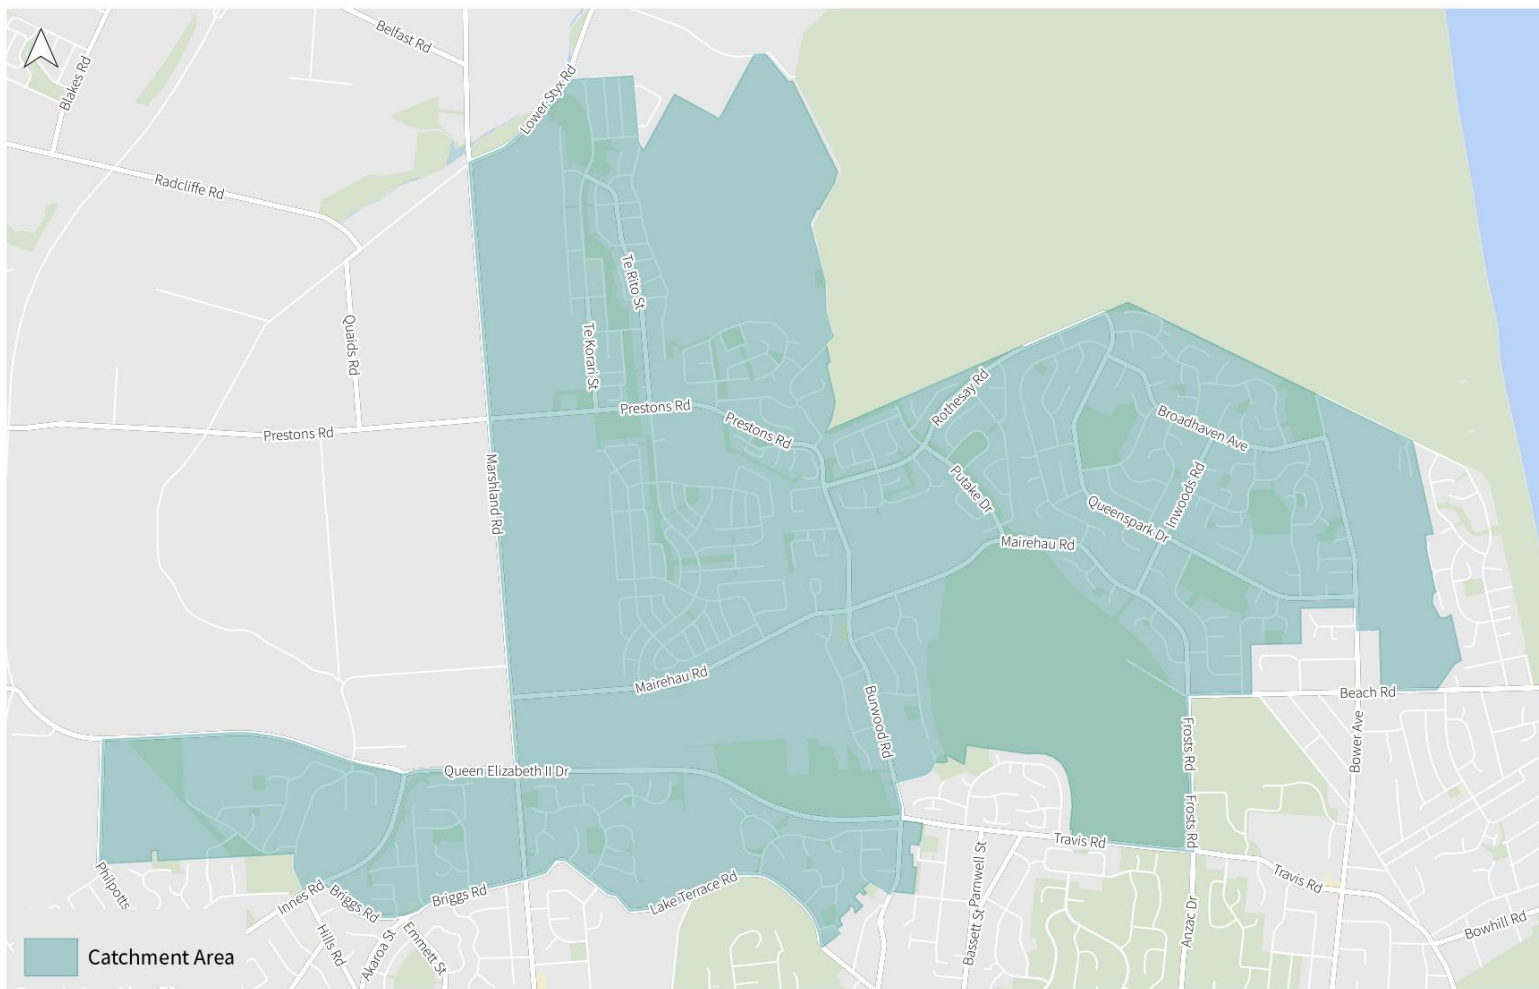 Belfast Rd
Blakes Rd
Lower Styx Rd
Radcliffe Rd
Te Rito St
Quaids Rd
Te Korari St
Rothesay Rd
Prestons Rd
Prestons Rd
Prestons Rd
Broadhaven Ave
Marshland Rd
Putake Dr
Inwoods Rd
Queenspark Dr
Mairehau Rd
Mairehau Rd
Beach Rd
Burwood Rd
Frosts Rd
Bower Ave
Queen Elizabeth II Dr
Frosts Rd
Travis Rd
Travis Rd
Philpotts
Innes Rd
Briggs Rd
Briggs Rd
Lake Terrace Rd
Parnwell St
Bassett St
Anzac Dr
Bowhill Rd
Hills Rd
Akaroa St
Emmett St
Catchment Area